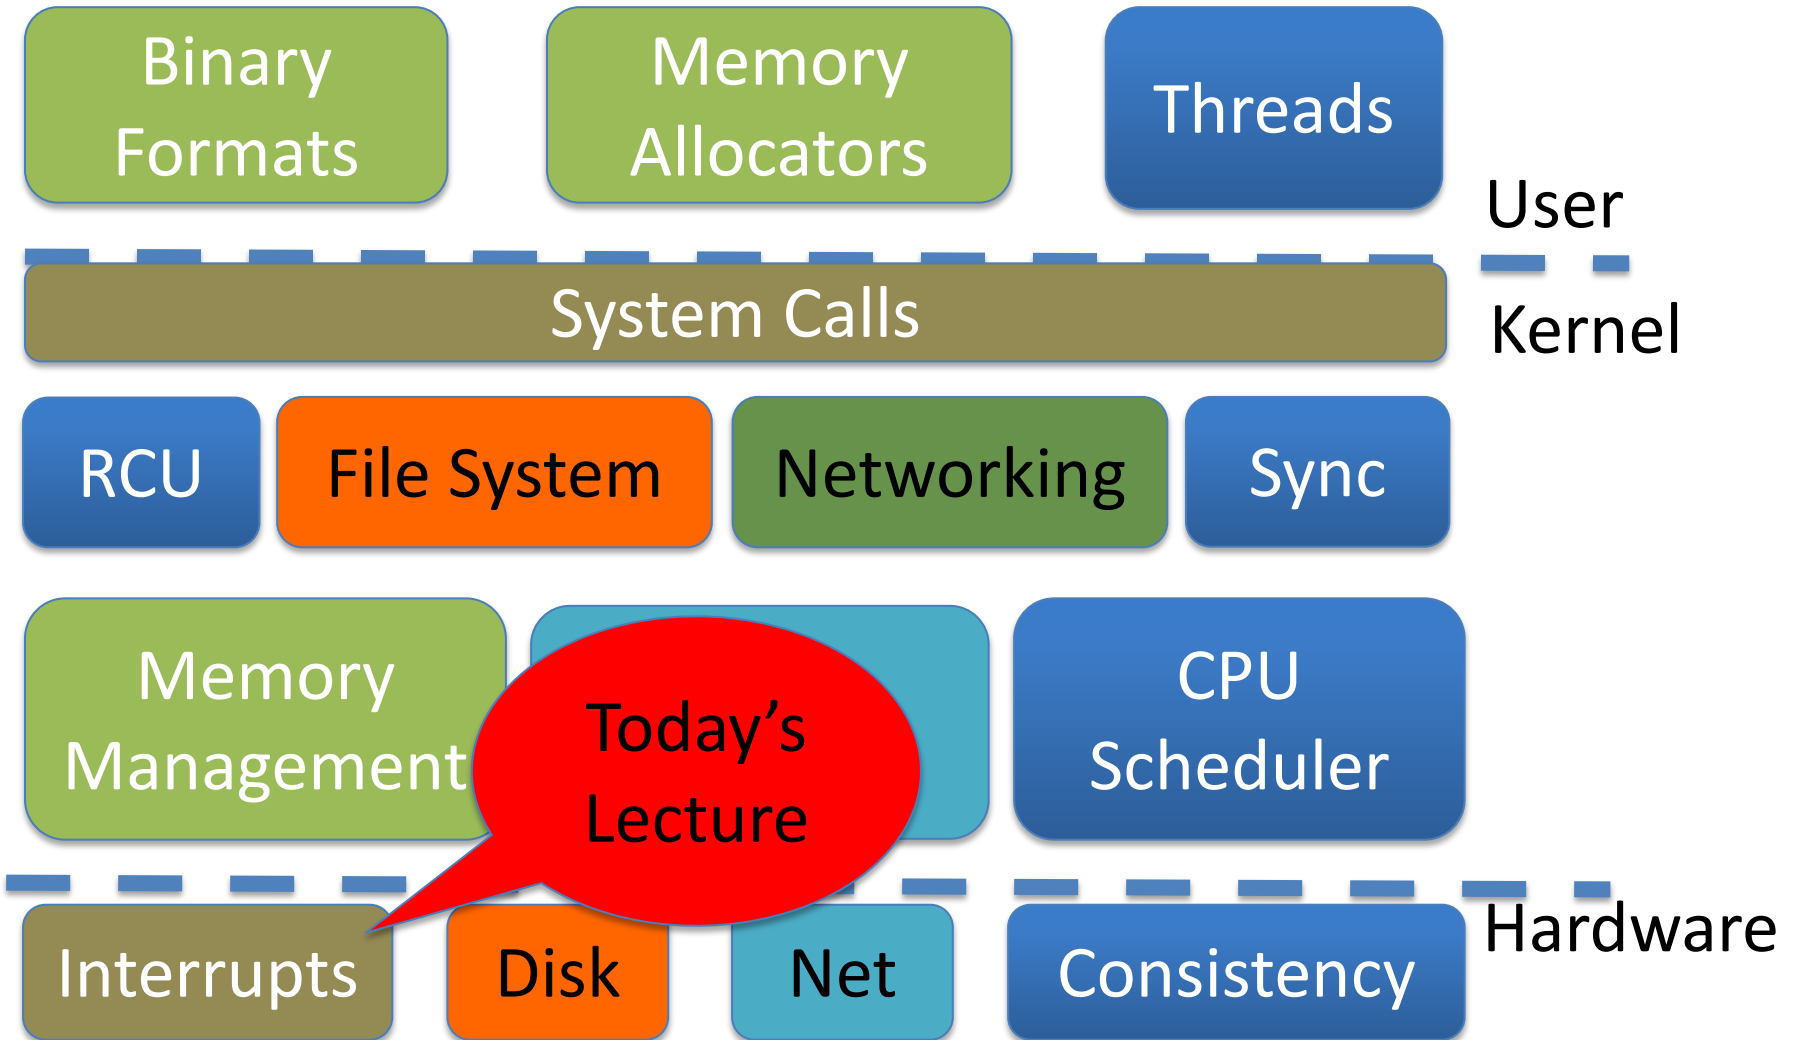 Binary
Formats
Memory
Allocators
Threads
User
System Calls
Kernel
RCU
File System
Networking
Sync
Memory
Management
Today’s
Lecture
CPU
Scheduler
Hardware
Interrupts
Disk
Net
Consistency